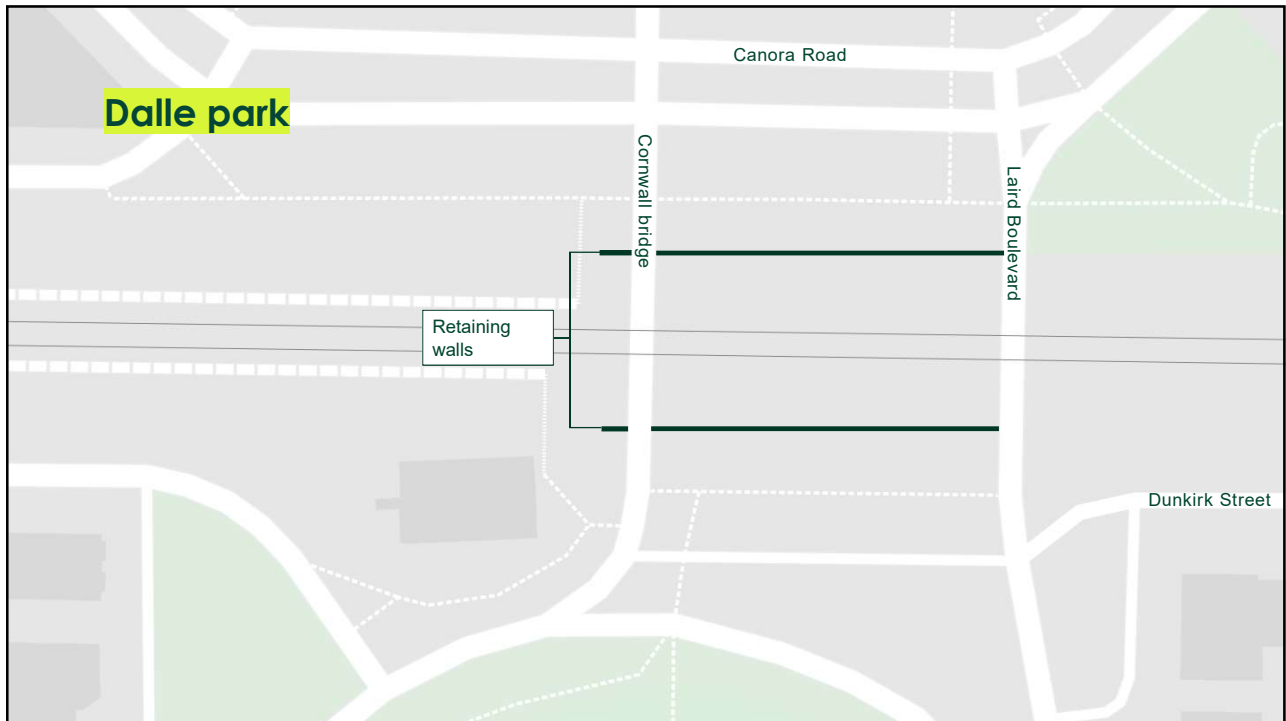 Canora Road
Dalle park
Cornwall bridge
Laird Boulevard
Retaining
walls
Dunkirk Street